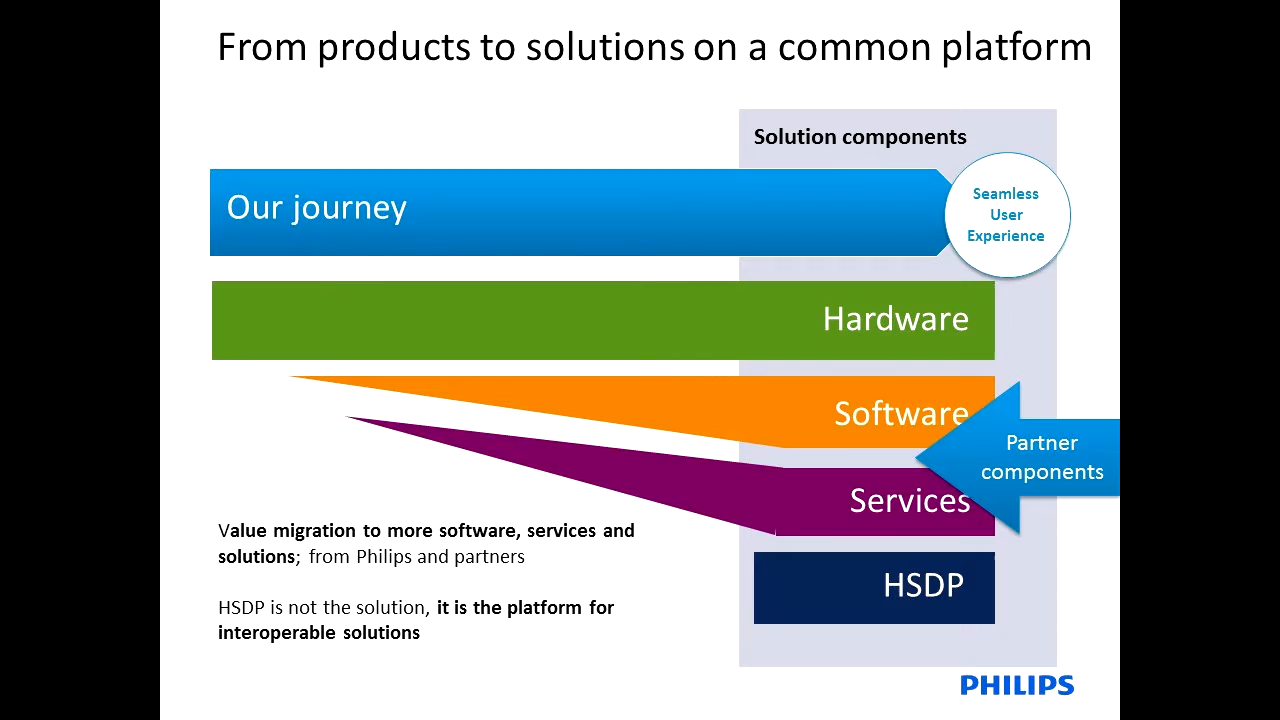 From products to solutions on a common platform
Solution components
Our journey
Seamless
User
Experience
Hardware
Software
Partner
components
Services
Value migration to more software, services and
solutions; from Philips and partners
HSDP
HSDP is not the solution, it is the platform for
interoperable solutions
PHILIPS